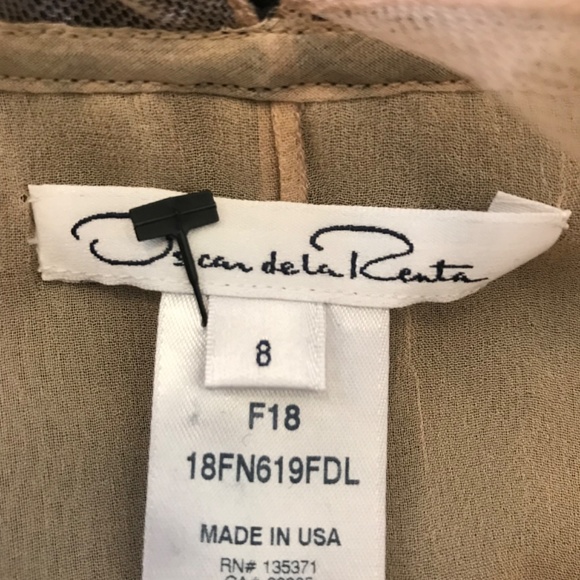 Oscar de la Renta
8
F18
18FN619FDL
MADE IN USA
RN# 135371